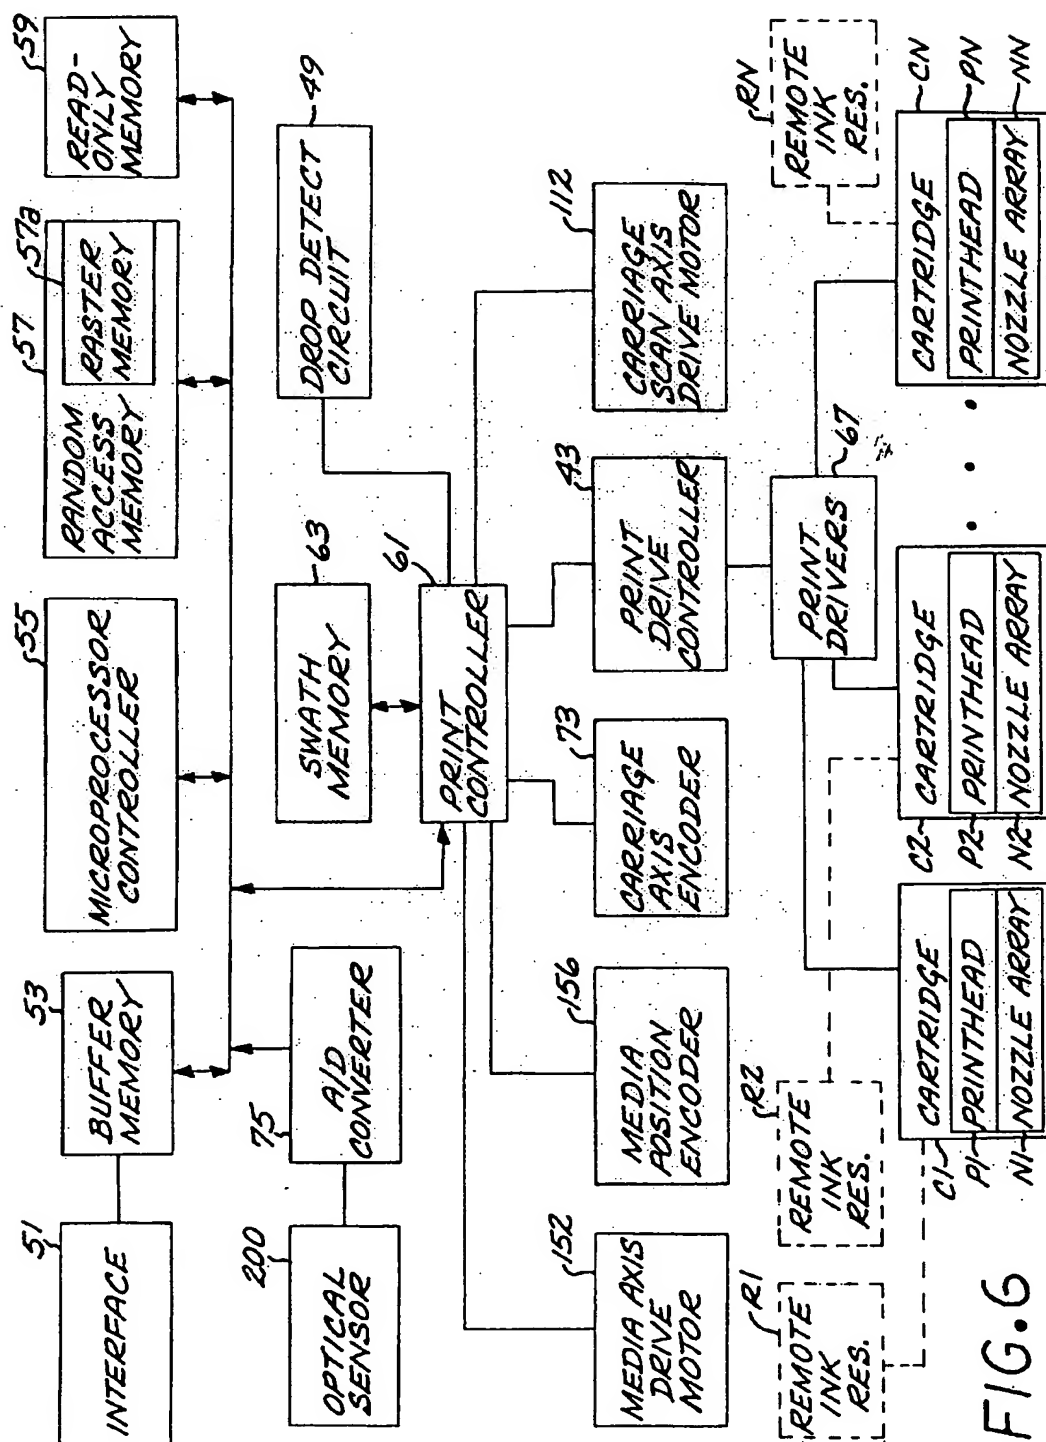 51
INTERFACE
53
BUFFER
MEMORY
55
MICROPROCESSOR
CONTROLLER
57
RANDOM
ACCESS
MEMORY
57a
RASTER
MEMORY
59
READ-
ONLY
MEMORY
200
OPTICAL
SENSOR
75
A/D
CONVERTER
63
SWATH
MEMORY
49
DROP DETECT
CIRCUIT
61
PRINT
CONTROLLER
152
MEDIA AXIS
DRIVE
MOTOR
156
MEDIA
POSITION
ENCODER
73
CARRIAGE
AXIS
ENCODER
43
PRINT
DRIVE
CONTROLLER
112
CARRIAGE
SCAN AXIS
DRIVE MOTOR
R1
REMOTE
INK
RES.
R2
REMOTE
INK
RES.
67
PRINT
DRIVERS
RN
REMOTE
INK
RES.
C1
CARTRIDGE
P1
PRINTHEAD
N1
NOZZLE ARRAY
C2
CARTRIDGE
P2
PRINTHEAD
N2
NOZZLE ARRAY
• • •
CARTRIDGE
CN
PRINTHEAD
PN
NOZZLE ARRAY
NN
FIG.6